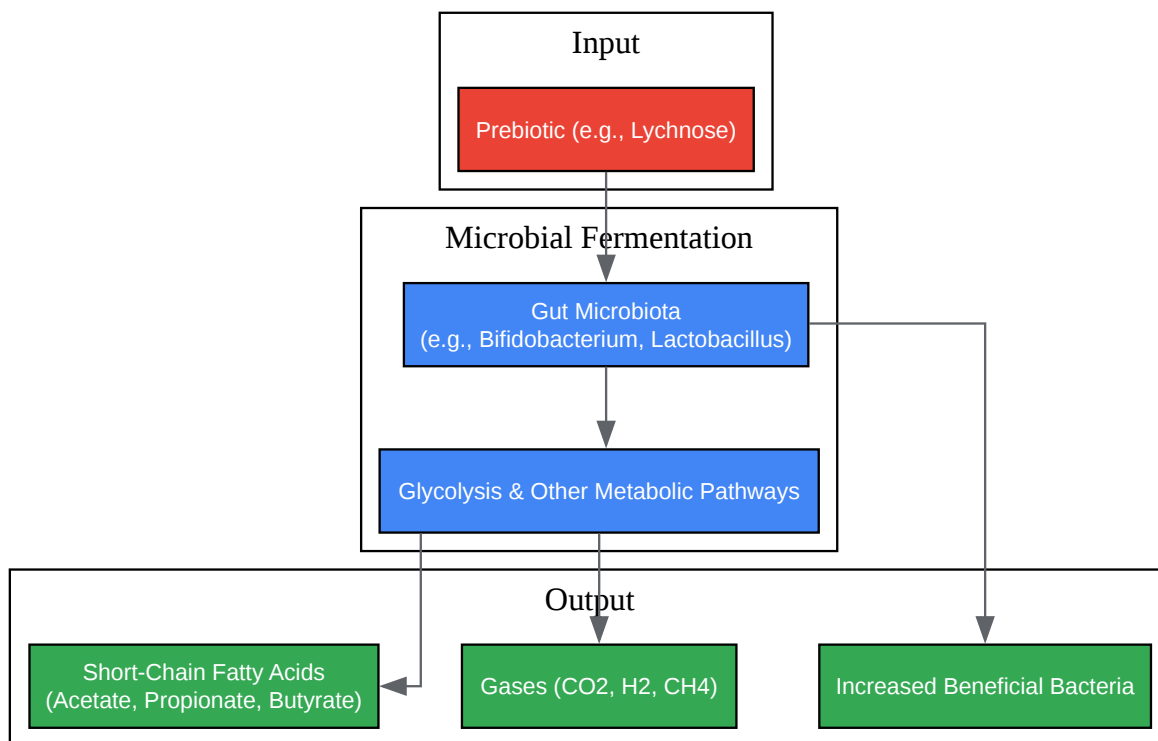 Input
Prebiotic (e.g., Lychnose)
Microbial Fermentation
Gut Microbiota
(e.g., Bifidobacterium, Lactobacillus)
Glycolysis & Other Metabolic Pathways
Output
Short-Chain Fatty Acids
(Acetate, Propionate, Butyrate)
Gases (CO2, H2, CH4)
Increased Beneficial Bacteria